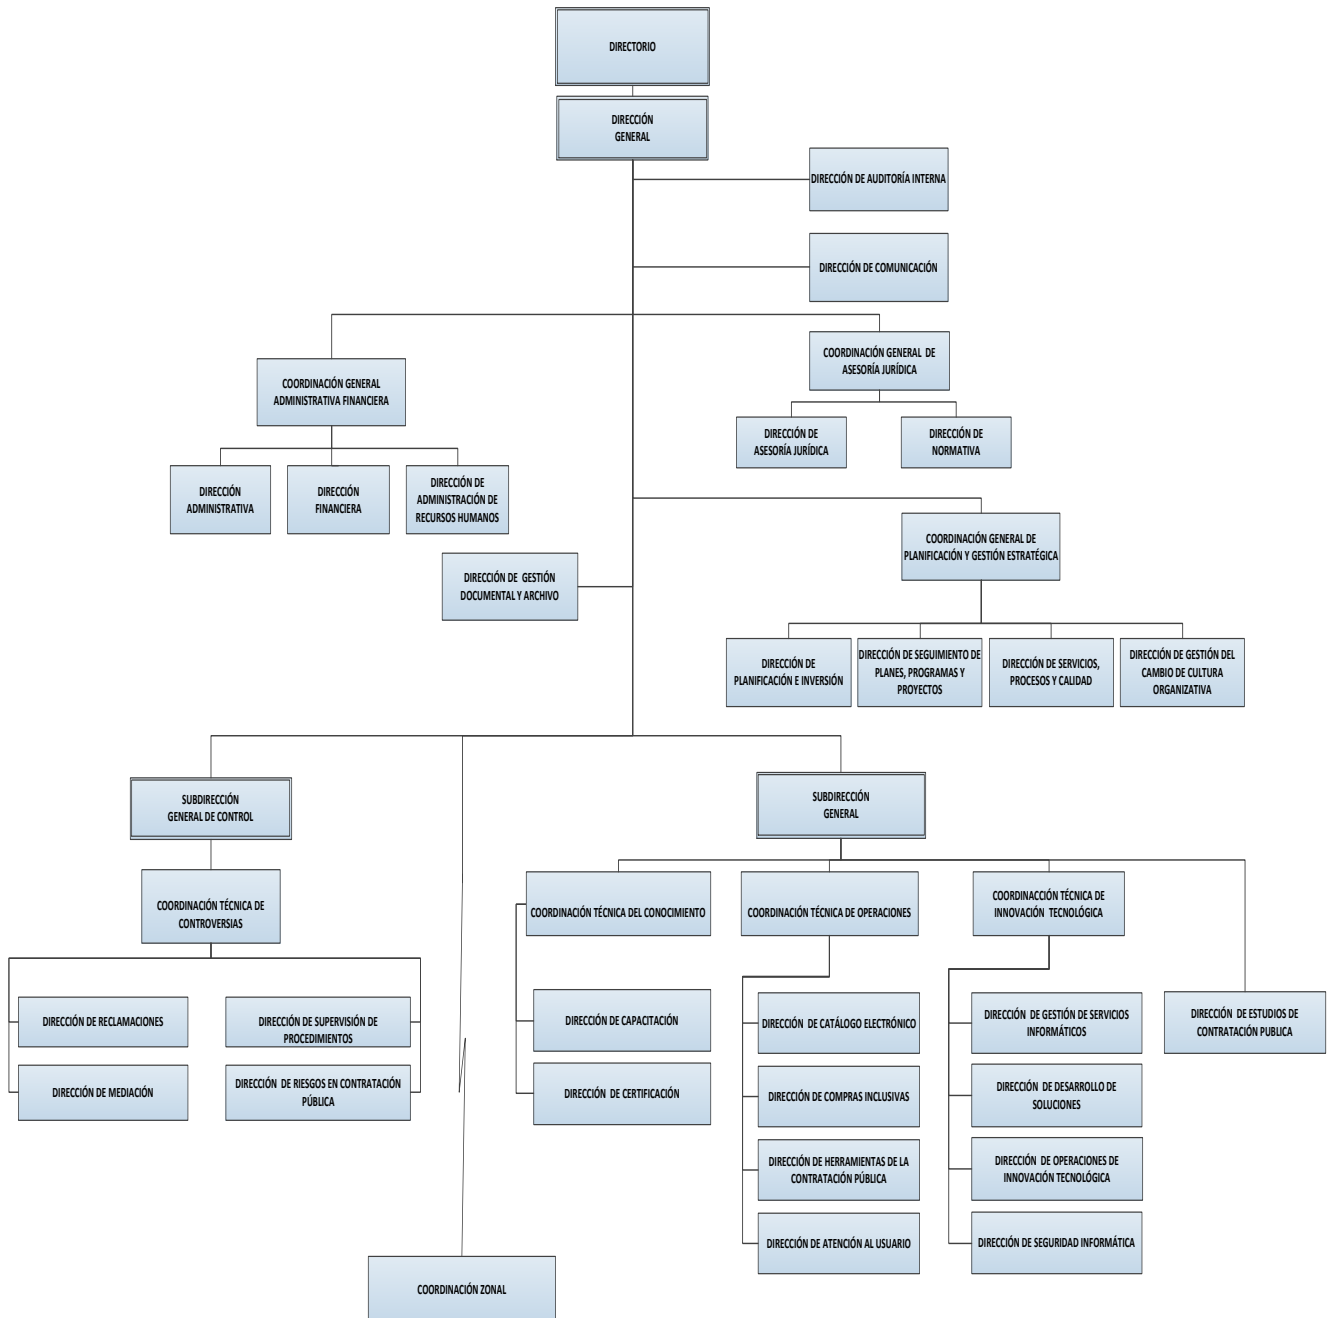 DIRECTORIO
DIRECCIÓN
GENERAL
DIRECCIÓN DE AUDITORÍA INTERNA
DIRECCIÓN DE COMUNICACIÓN
COORDINACIÓN GENERAL DE
ASESORÍA JURÍDICA
COORDINACIÓN GENERAL
ADMINISTRATIVA FINANCIERA
DIRECCIÓN DE
ASESORÍA JURÍDICA
DIRECCIÓN DE
NORMATIVA
DIRECCIÓN
ADMINISTRATIVA
DIRECCIÓN
FINANCIERA
DIRECCIÓN DE
ADMINISTRACIÓN DE
RECURSOS HUMANOS
COORDINACIÓN GENERAL DE
PLANIFICACIÓN Y GESTIÓN ESTRATÉGICA
DIRECCIÓN DE GESTIÓN
DOCUMENTAL Y ARCHIVO
DIRECCIÓN DE
PLANIFICACIÓN E INVERSIÓN
DIRECCIÓN DE SEGUIMIENTO DE
PLANES, PROGRAMAS Y
PROYECTOS
DIRECCIÓN DE SERVICIOS,
PROCESOS Y CALIDAD
DIRECCIÓN DE GESTIÓN DEL
CAMBIO DE CULTURA
ORGANIZATIVA
SUBDIRECCIÓN
GENERAL DE CONTROL
SUBDIRECCIÓN
GENERAL
COORDINACIÓN TÉCNICA DE
CONTROVERSIAS
COORDINACIÓN TÉCNICA DEL CONOCIMIENTO
COORDINACIÓN TÉCNICA DE OPERACIONES
COORDINACCIÓN TÉCNICA DE
INNOVACIÓN TECNOLÓGICA
DIRECCIÓN DE RECLAMACIONES
DIRECCIÓN DE SUPERVISIÓN DE
PROCEDIMIENTOS
DIRECCIÓN DE MEDIACIÓN
DIRECCIÓN DE RIESGOS EN CONTRATACIÓN
PÚBLICA
DIRECCIÓN DE CAPACITACIÓN
DIRECCIÓN DE CERTIFICACIÓN
DIRECCIÓN DE CATÁLOGO ELECTRÓNICO
DIRECCIÓN DE COMPRAS INCLUSIVAS
DIRECCIÓN DE HERRAMIENTAS DE LA
CONTRATACIÓN PÚBLICA
DIRECCIÓN DE ATENCIÓN AL USUARIO
DIRECCIÓN DE GESTIÓN DE SERVICIOS
INFORMÁTICOS
DIRECCIÓN DE DESARROLLO DE
SOLUCIONES
DIRECCIÓN DE OPERACIONES DE
INNOVACIÓN TECNOLÓGICA
DIRECCIÓN DE SEGURIDAD INFORMÁTICA
DIRECCIÓN DE ESTUDIOS DE
CONTRATACIÓN PUBLICA
COORDINACIÓN ZONAL